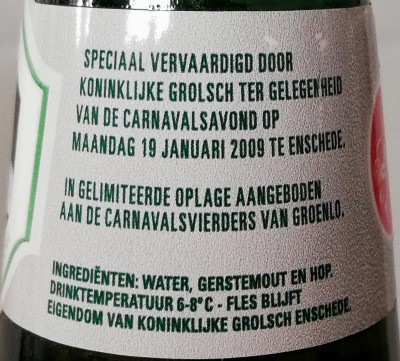 SPECIAAL VERVAARDIGD DOOR
KONINKLIJKE GROLSCH TER GELEGENHEID
VAN DE CARNAVALSAVOND OP
MAANDAG 19 JANUARI 2009 TE ENSCHEDE.
IN GELIMITEERDE OPLAGE AANGEBODEN
AAN DE CARNAVALSVIERDERS VAN GROENLO.
INGREDIËNTEN: WATER, GERSTEMOUT EN HOP.
DRINKTEMPERATUUR 6-8°C - FLES BLIJFT
EIGENDOM VAN KONINKLIJKE GROLSCH ENSCHEDE.